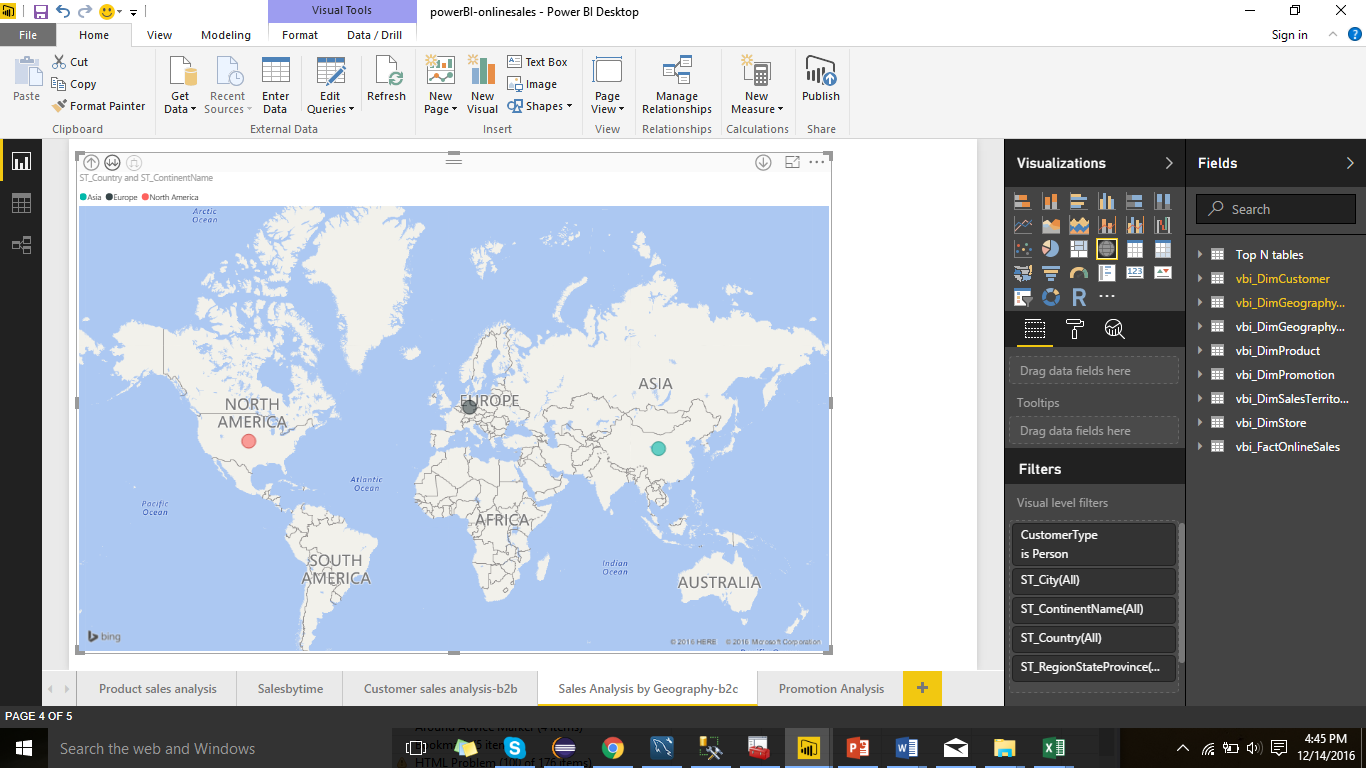 Visual Tools
powerBI-onlinesales - Power BI Desktop
File
Home
View
Modeling
Format
Data / Drill
Sign in
Paste
Cut
Copy
Format Painter
Clipboard
Get Data
Recent Sources
Enter Data
Edit Queries
Refresh
External Data
New Page
New Visual
Text Box
Image
Shapes
Insert
Page View
View
Manage Relationships
Relationships
New Measure
Calculations
Publish
Share
ST_Country and ST_ContinentName
Asia Europe North America
Arctic Ocean
NORTH AMERICA
EUROPE
ASIA
Atlantic Ocean
Pacific Ocean
AFRICA
SOUTH AMERICA
Indian Ocean
AUSTRALIA
bing
© 2016 HERE © 2016 Microsoft Corporation
Visualizations
R
123
Drag data fields here
Tooltips
Drag data fields here
Filters
Visual level filters
CustomerType
is Person
ST_City(All)
ST_ContinentName(All)
ST_Country(All)
ST_RegionStateProvince(...
Fields
Search
Top N tables
vbi_DimCustomer
vbi_DimGeography...
vbi_DimGeography...
vbi_DimProduct
vbi_DimPromotion
vbi_DimSalesTerrito...
vbi_DimStore
vbi_FactOnlineSales
Product sales analysis
Salesbytime
Customer sales analysis-b2b
Sales Analysis by Geography-b2c
Promotion Analysis
+
PAGE 4 OF 5
Search the web and Windows
HTML Problem (100 of 176 items)
4:45 PM
12/14/2016